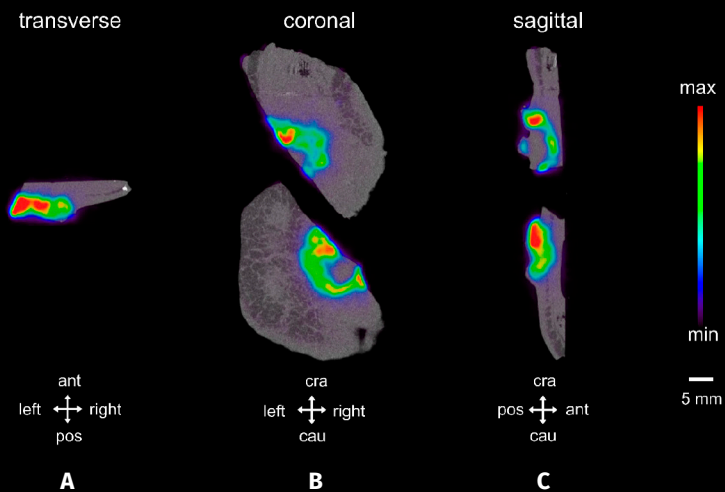 transverse
coronal
sagittal
max
min
5 mm
ant
left right
pos
cra
left right
cau
cra
pos ant
cau
A
B
C